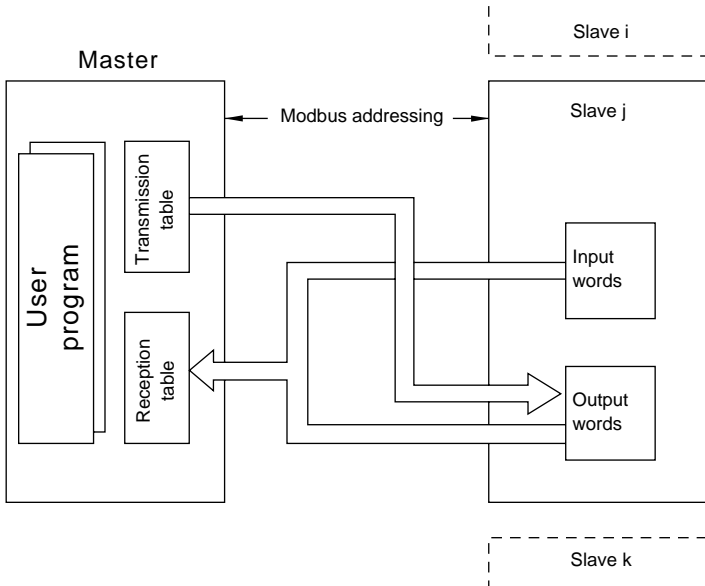 Slave i
Master
Modbus addressing
Slave j
User
program
Transmission
table
Reception
table
Input
words
Output
words
Slave k